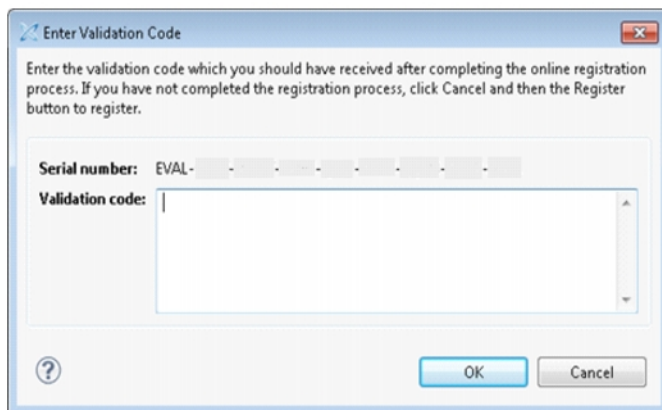 Enter Validation Code
Enter the validation code which you should have received after completing the online registration
process. If you have not completed the registration process, click Cancel and then the Register
button to register.
Serial number: EVAL- - - - - - - -
Validation code:
?
OK Cancel